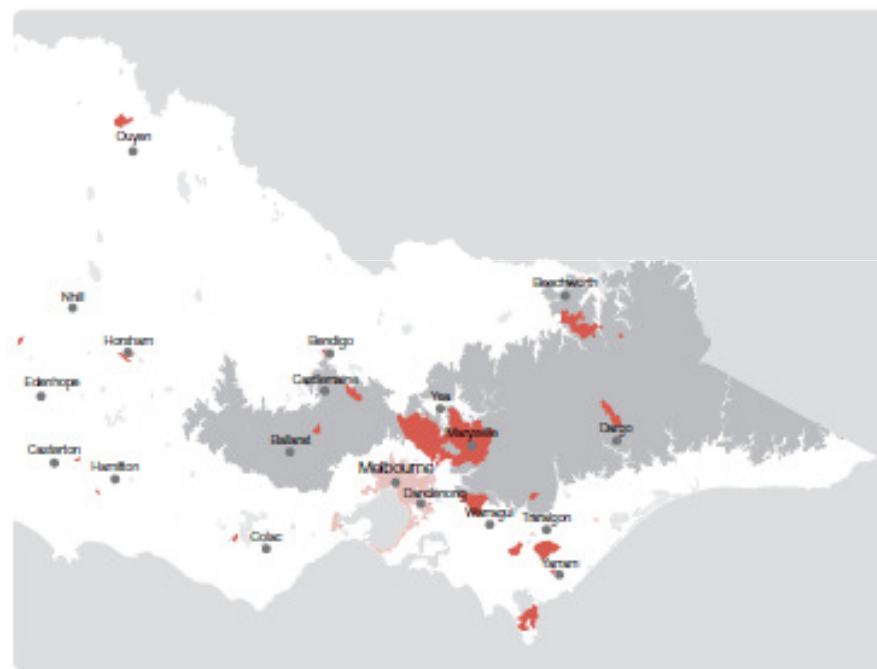 Ouyen
Nhill
Beechworth
Horsham
Bendigo
Edenhope
Castlemaine
Yea
Ballarat
Marysville
Dargo
Casterton
Hamilton
Melbourne
Dandenong
Warragul
Traralgon
Colac
Yarram